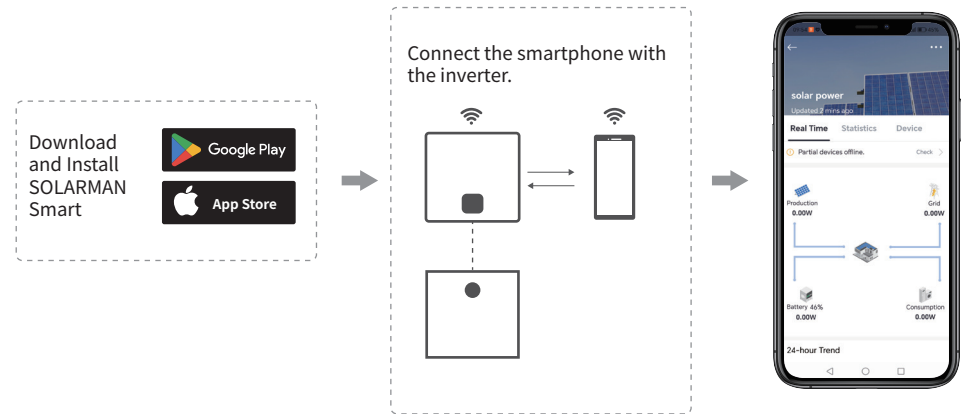 Download
and Install
SOLARMAN
Smart
Google Play
App Store
Connect the smartphone with
the inverter.
solar power
Updated 2 mins ago
Real Time Statistics Device
Partial devices offline. Check
Production
0.00W
Grid
0.00W
Battery 46%
0.00W
Consumption
0.00W
24-hour Trend